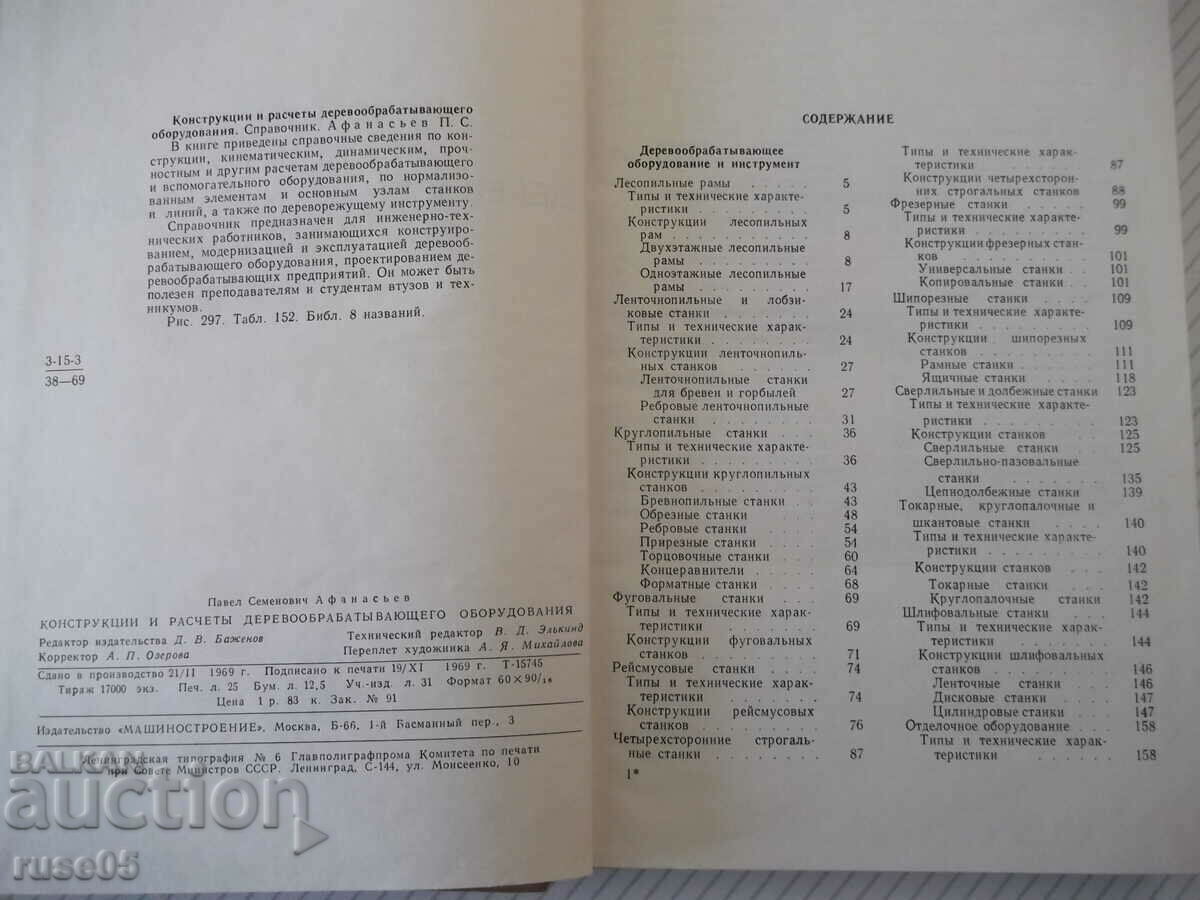 Конструкции и расчеты деревообрабатывающего
оборудования. Справочник. Афанасьев П. С.
В книге приведены справочные сведения по кон-
струкции, кинематическим, динамическим, проч-
ностным и другим расчетам деревообрабатывающего
и вспомогательного оборудования, по нормализо-
ванным элементам и основным узлам станков
и линий, а также по дереворежущему инструменту.
Справочник предназначен для инженерно-тех-
нических работников, занимающихся конструиро-
ванием, модернизацией и эксплуатацией деревооб-
рабатывающего оборудования, проектированием де-
ревообрабатывающих предприятий. Он может быть
полезен преподавателям и студентам втузов и тех-
никумов.
Рис. 297. Табл. 152. Библ. 8 названий.
3-15-3
38—69
Павел Семенович Афанасьев
КОНСТРУКЦИИ И РАСЧЕТЫ ДЕРЕВООБРАБАТЫВАЮЩЕГО ОБОРУДОВАНИЯ
Редактор издательства Д. В. Баженов Технический редактор В. Д. Элькинд
Корректор А. П. Озерова Переплет художника А. Я. Михайлова
Сдано в производство 21/II 1969 г. Подписано к печати 19/XI 1969 г. Т-15745
Тираж 17000 экз. Печ. л. 25 Бум. л. 12,5 Уч.-изд. л. 31 Формат 60×90/16
Цена 1 р. 83 к. Зак. № 91
Издательство «МАШИНОСТРОЕНИЕ», Москва, Б-66, 1-й Басманный пер., 3
Ленинградская типография № 6 Главполиграфпрома Комитета по печати
при Совете Министров СССР. Ленинград, С-144, ул. Моисеенко, 10
СОДЕРЖАНИЕ
Деревообрабатывающее
оборудование и инструмент
Лесопильные рамы . . . . . 5
Типы и технические характе-
ристики . . . . . . . . 5
Конструкции лесопильных
рам . . . . . . . . . . 8
Двухэтажные лесопильные
рамы . . . . . . . . 8
Одноэтажные лесопильные
рамы . . . . . . . . 17
Ленточнопильные и лобзи-
ковые станки . . . . . . . 24
Типы и технические харак-
теристики . . . . . . . . 24
Конструкции ленточнопиль-
ных станков . . . . . . 27
Ленточнопильные станки
для бревен и горбылей 27
Ребровые ленточнопильные
станки . . . . . . . 31
Круглопильные станки . . . 36
Типы и технические характе-
ристики . . . . . . . . 36
Конструкции круглопильных
станков . . . . . . . . 43
Бревнопильные станки . . 43
Обрезные станки . . . 48
Ребровые станки . . . . 54
Прирезные станки . . . . 54
Торцовочные станки . . . 60
Концеравнители . . . . . 64
Форматные станки . . . 68
Фуговальные станки . . . . 69
Типы и технические харак-
теристики . . . . . . . 69
Конструкции фуговальных
станков . . . . . . . . 71
Рейсмусовые станки . . . . 74
Типы и технические харак-
теристики . . . . . . . 74
Конструкции рейсмусовых
станков . . . . . . . . 76
Четырехсторонние строгаль-
ные станки . . . . . . . . 87
1*
Типы и технические харак-
теристики . . . . . . . 87
Конструкции четырехсторон-
них строгальных станков 88
Фрезерные станки . . . . . 99
Типы и технические характе-
ристики . . . . . . . . 99
Конструкции фрезерных стан-
ков . . . . . . . . . . 101
Универсальные станки . . 101
Копировальные станки . . 101
Шипорезные станки . . . . 109
Типы и технические характе-
ристики . . . . . . . . 109
Конструкции шипорезных
станков . . . . . . . . 111
Рамные станки . . . . 111
Ящичные станки . . . . 118
Сверлильные и долбежные станки 123
Типы и технические характе-
ристики . . . . . . . . 123
Конструкции станков . . . . 125
Сверлильные станки . . 125
Сверлильно-пазовальные
станки . . . . . . . 135
Цепнодолбежные станки 139
Токарные, круглопалочные и
шкантовые станки . . . . 140
Типы и технические характе-
ристики . . . . . . . . 140
Конструкции станков . . . 142
Токарные станки . . . 142
Круглопалочные станки 142
Шлифовальные станки . . . 144
Типы и технические харак-
теристики . . . . . . . 144
Конструкции шлифовальных
станков . . . . . . . . 146
Ленточные станки . . . 146
Дисковые станки . . . . 147
Цилиндровые станки . . 147
Отделочное оборудование . . . 158
Типы и технические харак-
теристики . . . . . . 158
BALKAN
auction
ruse05